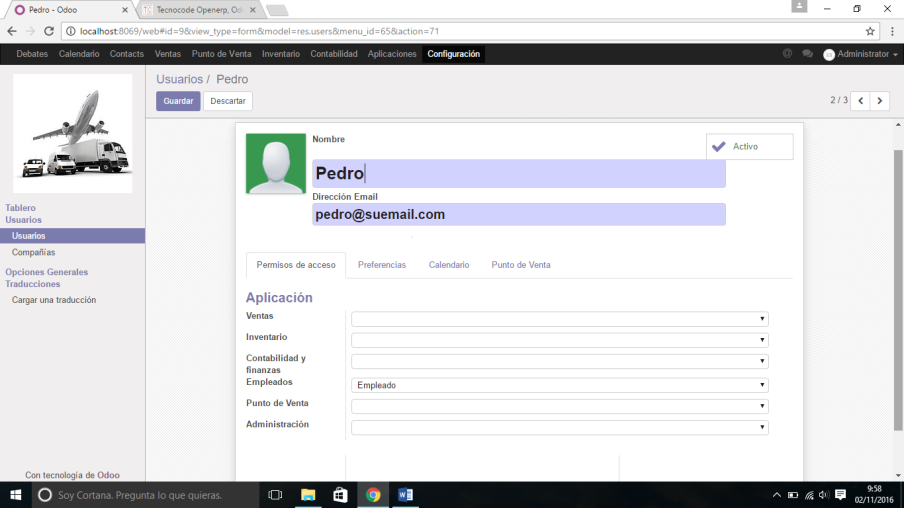 Pedro - Odoo
Tecnocode Openerp, Od
localhost:8069/web#id=9&view_type=form&model=res.users&menu_id=65&action=71
Debates Calendario Contacts Ventas Punto de Venta Inventario Contabilidad Aplicaciones Configuración Administrator
Usuarios / Pedro
Guardar Descartar 2 / 3
Nombre
Activo
Pedro
Dirección Email
pedro@suemail.com
Tablero
Usuarios
Usuarios
Compañías
Opciones Generales
Traducciones
Cargar una traducción
Permisos de acceso Preferencias Calendario Punto de Venta
Aplicación
Ventas
Inventario
Contabilidad y
finanzas
Empleados Empleado
Punto de Venta
Administración
Con tecnología de Odoo
Soy Cortana. Pregunta lo que quieras.
9:58
02/11/2016